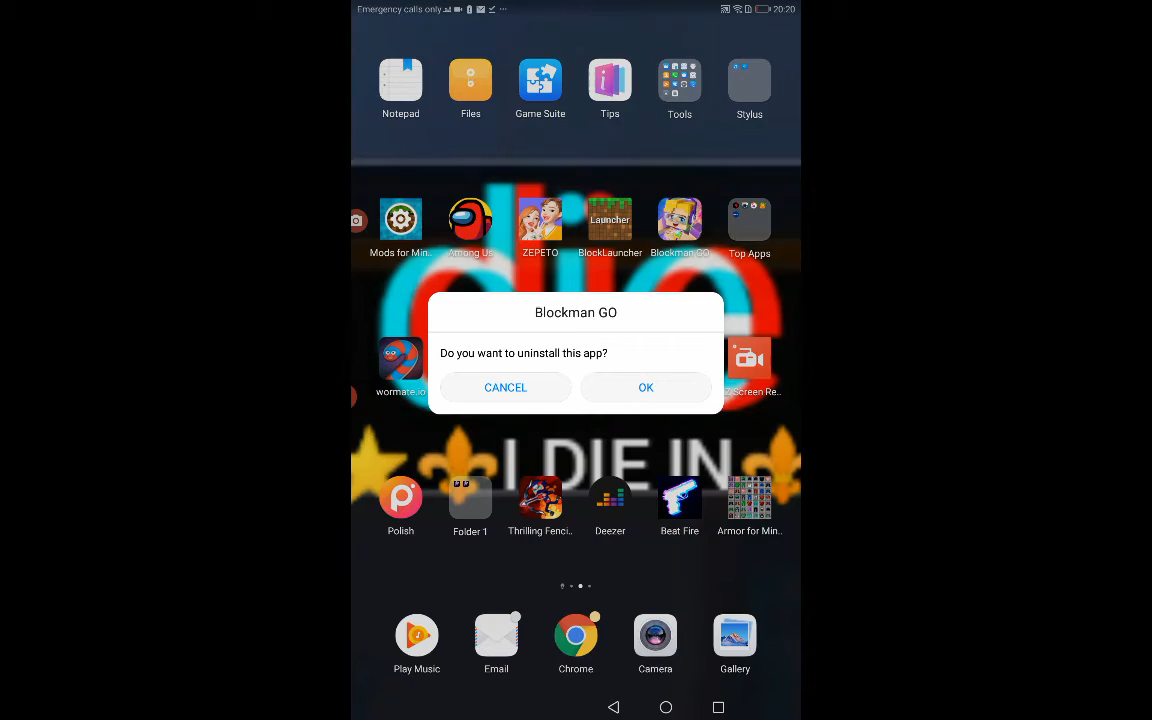 Emergency calls only
20:20
Notepad
Files
Game Suite
Tips
Tools
Stylus
Launcher
Mods for Min..
Among Us
ZEPETO
BlockLauncher
Blockman GO
Top Apps
Blockman GO
Do you want to uninstall this app?
CANCEL
OK
wormate.io
Screen Re..
I DIE IN
Polish
Folder 1
Thrilling Fenci..
Deezer
Beat Fire
Armor for Min..
Play Music
Email
Chrome
Camera
Gallery